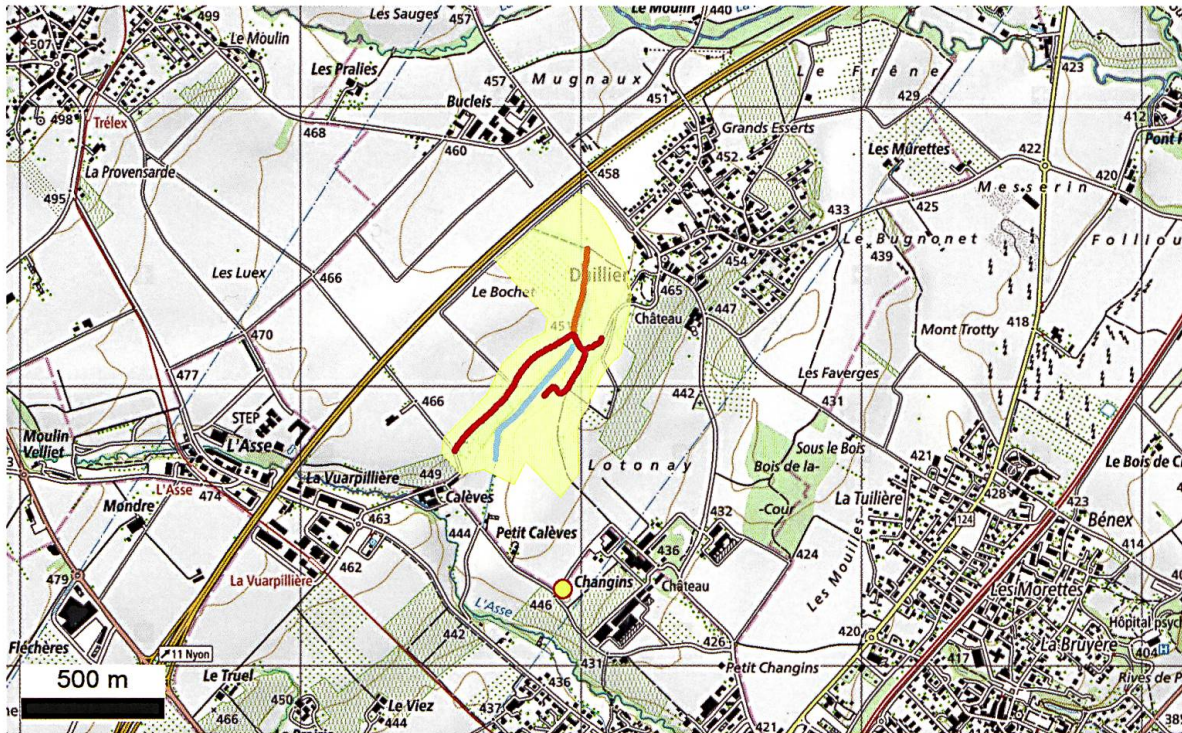 499
Les Sauges
457
Le Moulin
440
507
Le Moulin
Les Pralies
457
Mugnaux
Le Frêne
423
Bucleis
451
429
498
Trélex
468
460
Grands Esserts
412
Pont
La Provensarde
452
Les Mûrettes
422
458
Messerin
420
495
433
425
Le Bugnonet
Folliou
Les Luex
466
454
439
Duillier
Le Bochet
465
447
Château
451
Mont Trotty
418
470
477
466
442
Les Faverges
431
STEP
Moulin
Velliet
L'Asse
Lotonay
Sous le Bois
Bois de la-
-Cour
421
Le Bois de C
449
La Vuarpillière
Calèves
La Tuilière
428
423
L'Asse
474
Mondre
463
444
Petit Calèves
432
124
Bénex
436
424
414
462
Les Mouilles
479
La Vuarpillière
Changins
Château
Les Morettes
446
L'Asse
Hôpital psych
Fléchères
442
426
420
La Bruyère
404
H
11 Nyon
431
Petit Changins
417
500 m
Le Truel
436
Rives de P
450
Le Viez
466
444
437
421
385